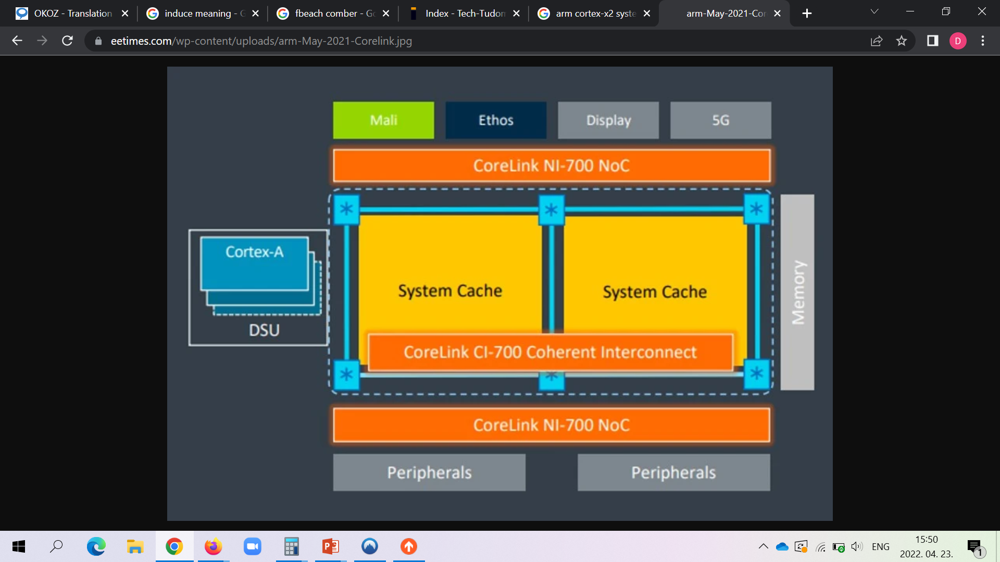 OKOZ - Translation
induce meaning - G
fbeach comber - Go
Index - Tech-Tudom
arm cortex-x2 syste
arm-May-2021-Cor
eetimes.com/wp-content/uploads/arm-May-2021-Corelink.jpg
D
Mali
Ethos
Display
5G
CoreLink NI-700 NoC
Cortex-A
DSU
System Cache
System Cache
Memory
CoreLink CI-700 Coherent Interconnect
CoreLink NI-700 NoC
Peripherals
Peripherals
ENG
15:50
2022. 04. 23.
1